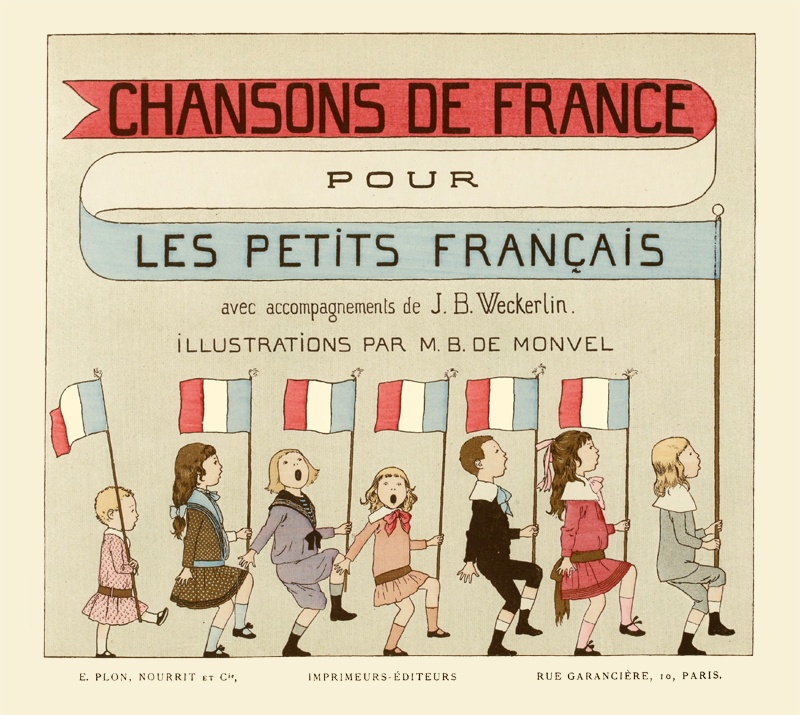 CHANSONS DE FRANCE
POUR
LES PETITS FRANÇAIS
avec accompagnements de J. B. Weckerlin.
ILLUSTRATIONS PAR M. B. DE MONVEL
E. PLON, NOURRIT ET Cie, IMPRIMEURS-ÉDITEURS RUE GARANCIÈRE, 10, PARIS.